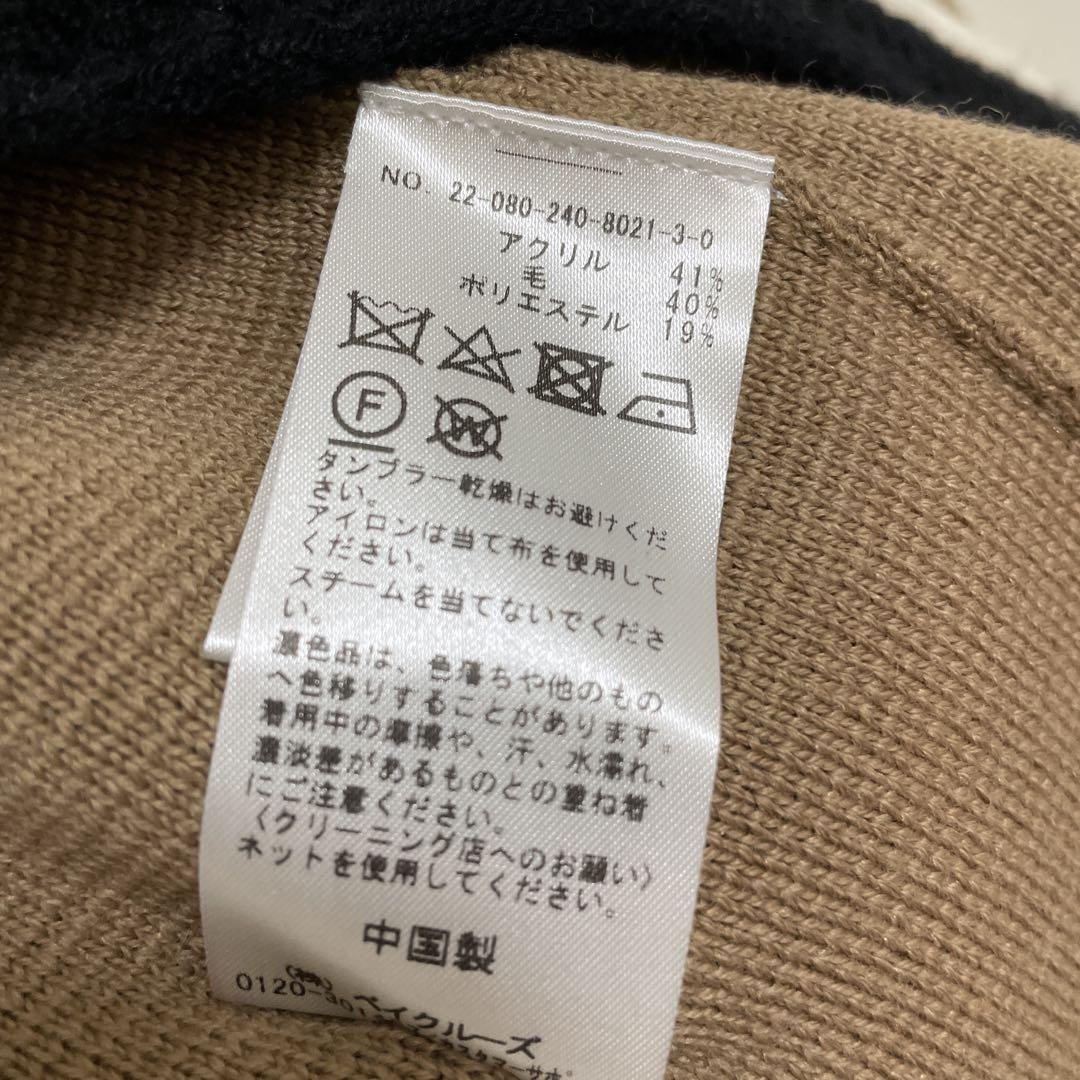 NO. 22-080-240-8021-3-0
アクリル 41%
毛 40%
ポリエステル 19%
F
W
タンブラー乾燥はお避けくだ
さい。
アイロンは当て布を使用して
ください。
スチームを当てないでくださ
い。
濃色品は、色落ちや他のもの
へ色移りすることがあります。
着用中の摩擦や、汗、水濡れ、
濃淡差があるものとの重ね着
にご注意ください。
〈クリーニング店へのお願い〉
ネットを使用してください。
中国製
(株)ベイクルーズ
0120-301